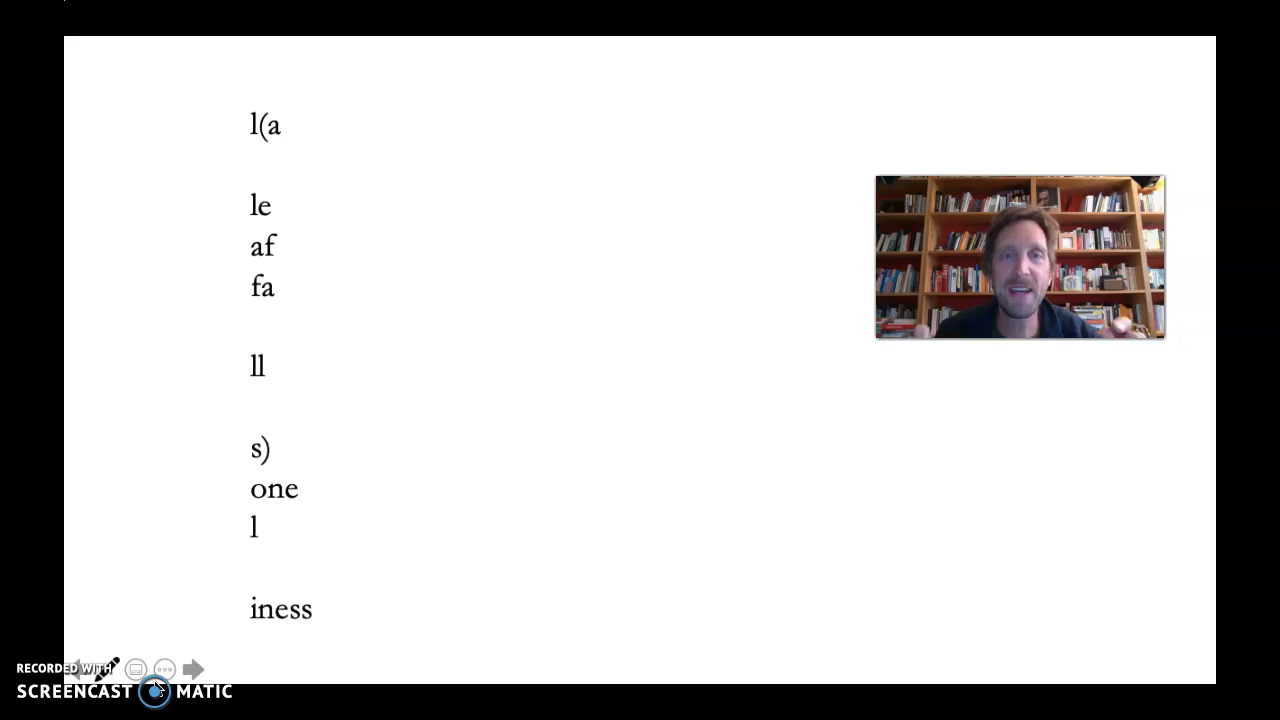 l(a
le
af
fa
ll
s)
one
l
iness
RECORDED WITH
SCREENCAST MATIC